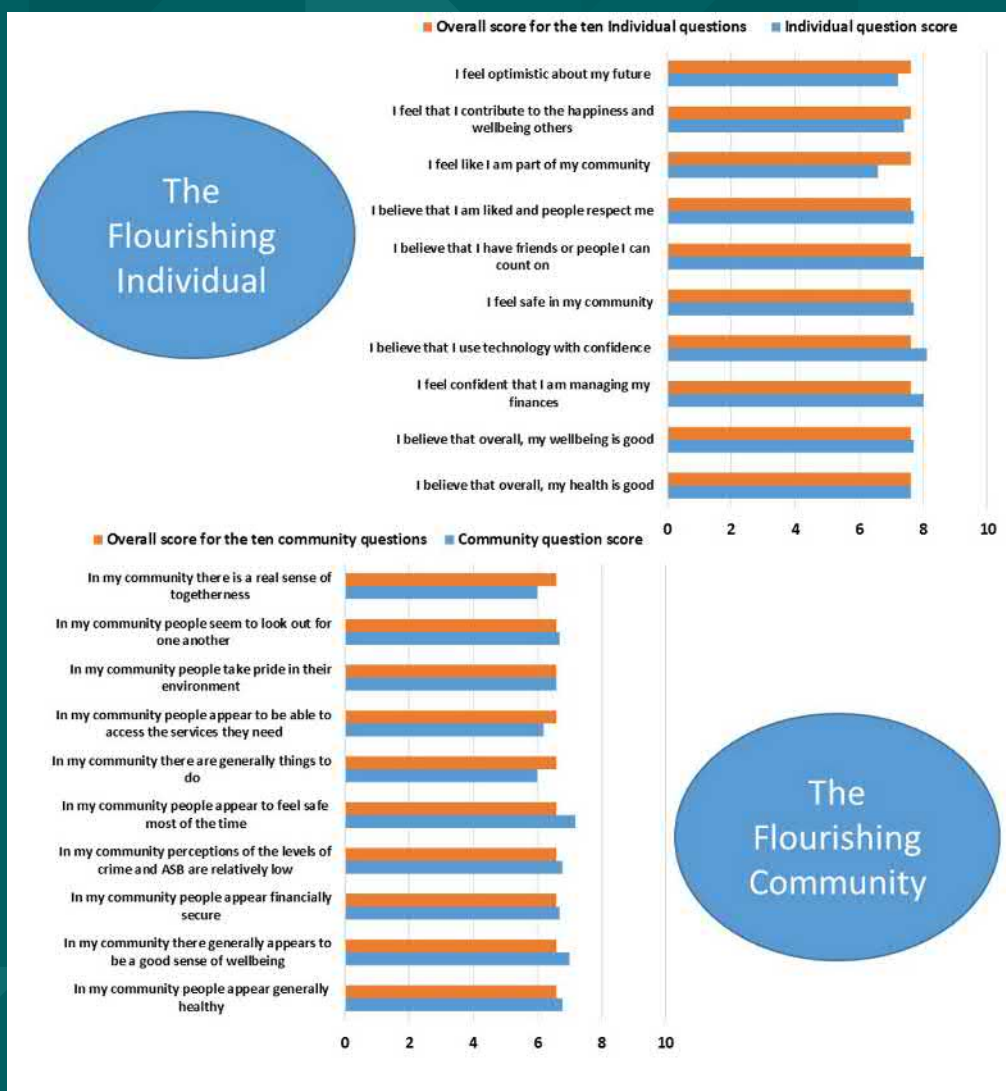 Overall score for the ten Individual questions Individual question score
I feel optimistic about my future
I feel that I contribute to the happiness and
wellbeing others
I feel like I am part of my community
I believe that I am liked and people respect me
I believe that I have friends or people I can
count on
I feel safe in my community
I believe that I use technology with confidence
I feel confident that I am managing my
finances
I believe that overall, my wellbeing is good
I believe that overall, my health is good
0 2 4 6 8 10
The
Flourishing
Individual
Overall score for the ten community questions Community question score
In my community there is a real sense of
togetherness
In my community people seem to look out for
one another
In my community people take pride in their
environment
In my community people appear to be able to
access the services they need
In my community there are generally things to
do
In my community people appear to feel safe
most of the time
In my community perceptions of the levels of
crime and ASB are relatively low
In my community people appear financially
secure
In my community there generally appears to
be a good sense of wellbeing
In my community people appear generally
healthy
0 2 4 6 8 10
The
Flourishing
Community